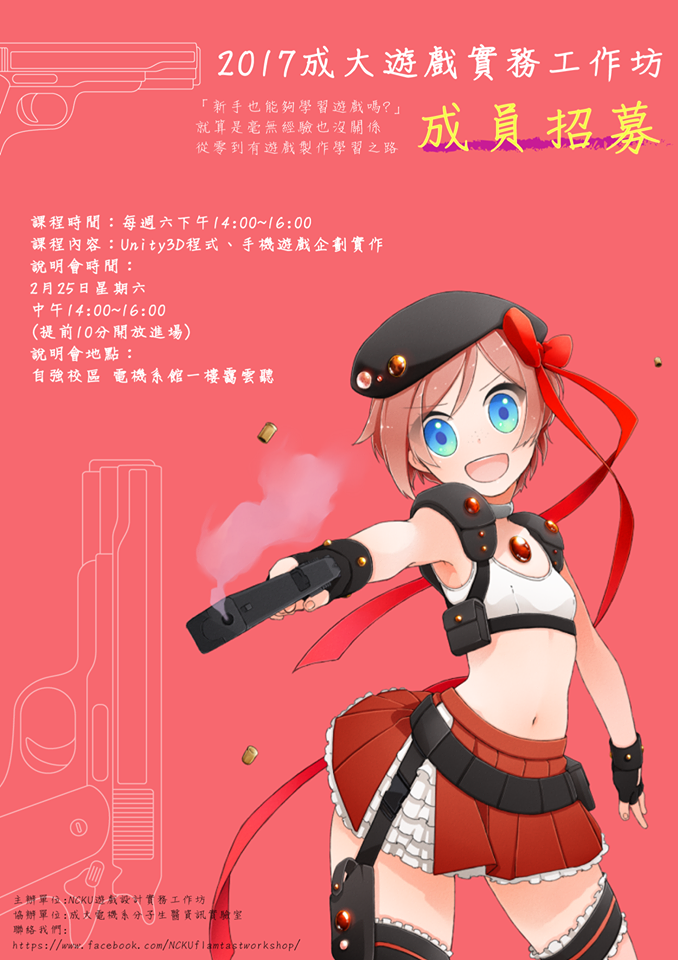 2017成大遊戲實務工作坊
「新手也能夠學習遊戲嗎?」
就算是毫無經驗也沒關係
從零到有遊戲製作學習之路
成員招募
課程時間：每週六下午14:00~16:00
課程內容：Unity3D程式、手機遊戲企劃實作
說明會時間：
2月25日星期六
中午14:00~16:00
(提前10分開放進場)
說明會地點：
自強校區 電機系館一樓靄雲聽
主辦單位:NCKU遊戲設計實務工作坊
協辦單位:成大電機系分子生醫資訊實驗室
聯絡我們:
https://www.facebook.com/NCKUflamtastworkshop/